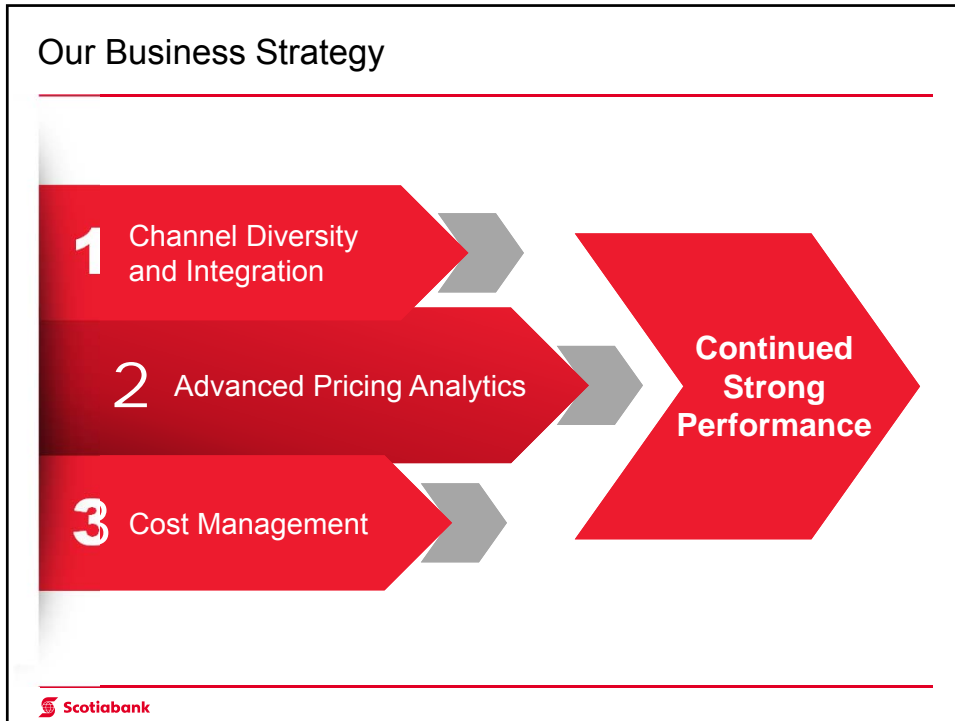 Our Business Strategy
1
Channel Diversity
and Integration
2
Advanced Pricing Analytics
3
Cost Management
Continued
Strong
Performance
Scotiabank